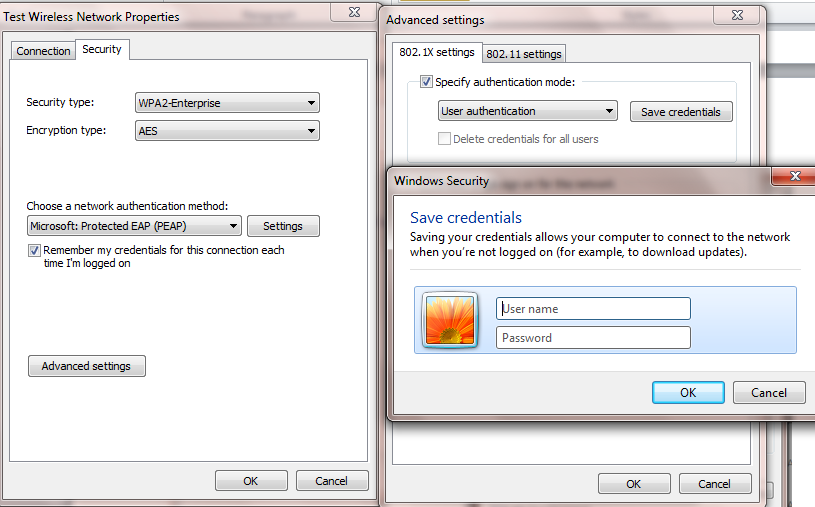 Test Wireless Network Properties
Connection
Security
Security type:
WPA2-Enterprise
Encryption type:
AES
Choose a network authentication method:
Microsoft: Protected EAP (PEAP)
Settings
Remember my credentials for this connection each
time I'm logged on
Advanced settings
OK
Cancel
Advanced settings
802.1X settings
802.11 settings
Specify authentication mode:
User authentication
Save credentials
Delete credentials for all users
Windows Security
Save credentials
Saving your credentials allows your computer to connect to the network
when you're not logged on (for example, to download updates).
User name
Password
OK
Cancel
OK
Cancel